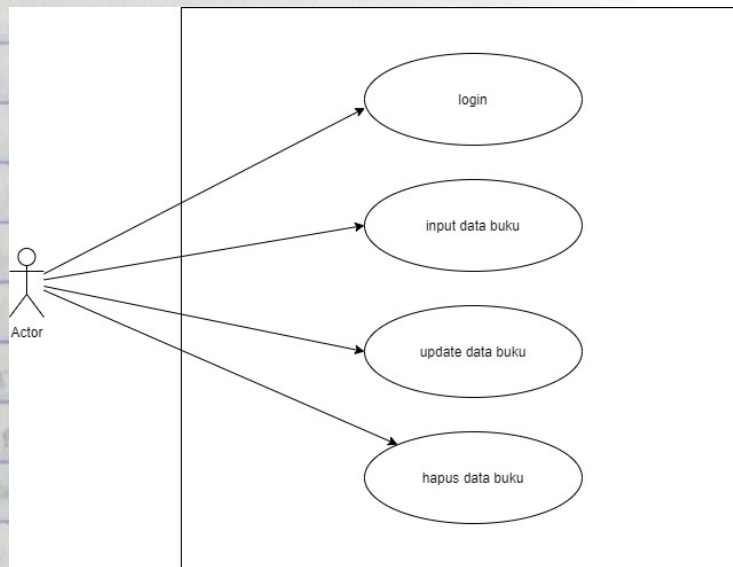 login
input data buku
Actor
update data buku
hapus data buku